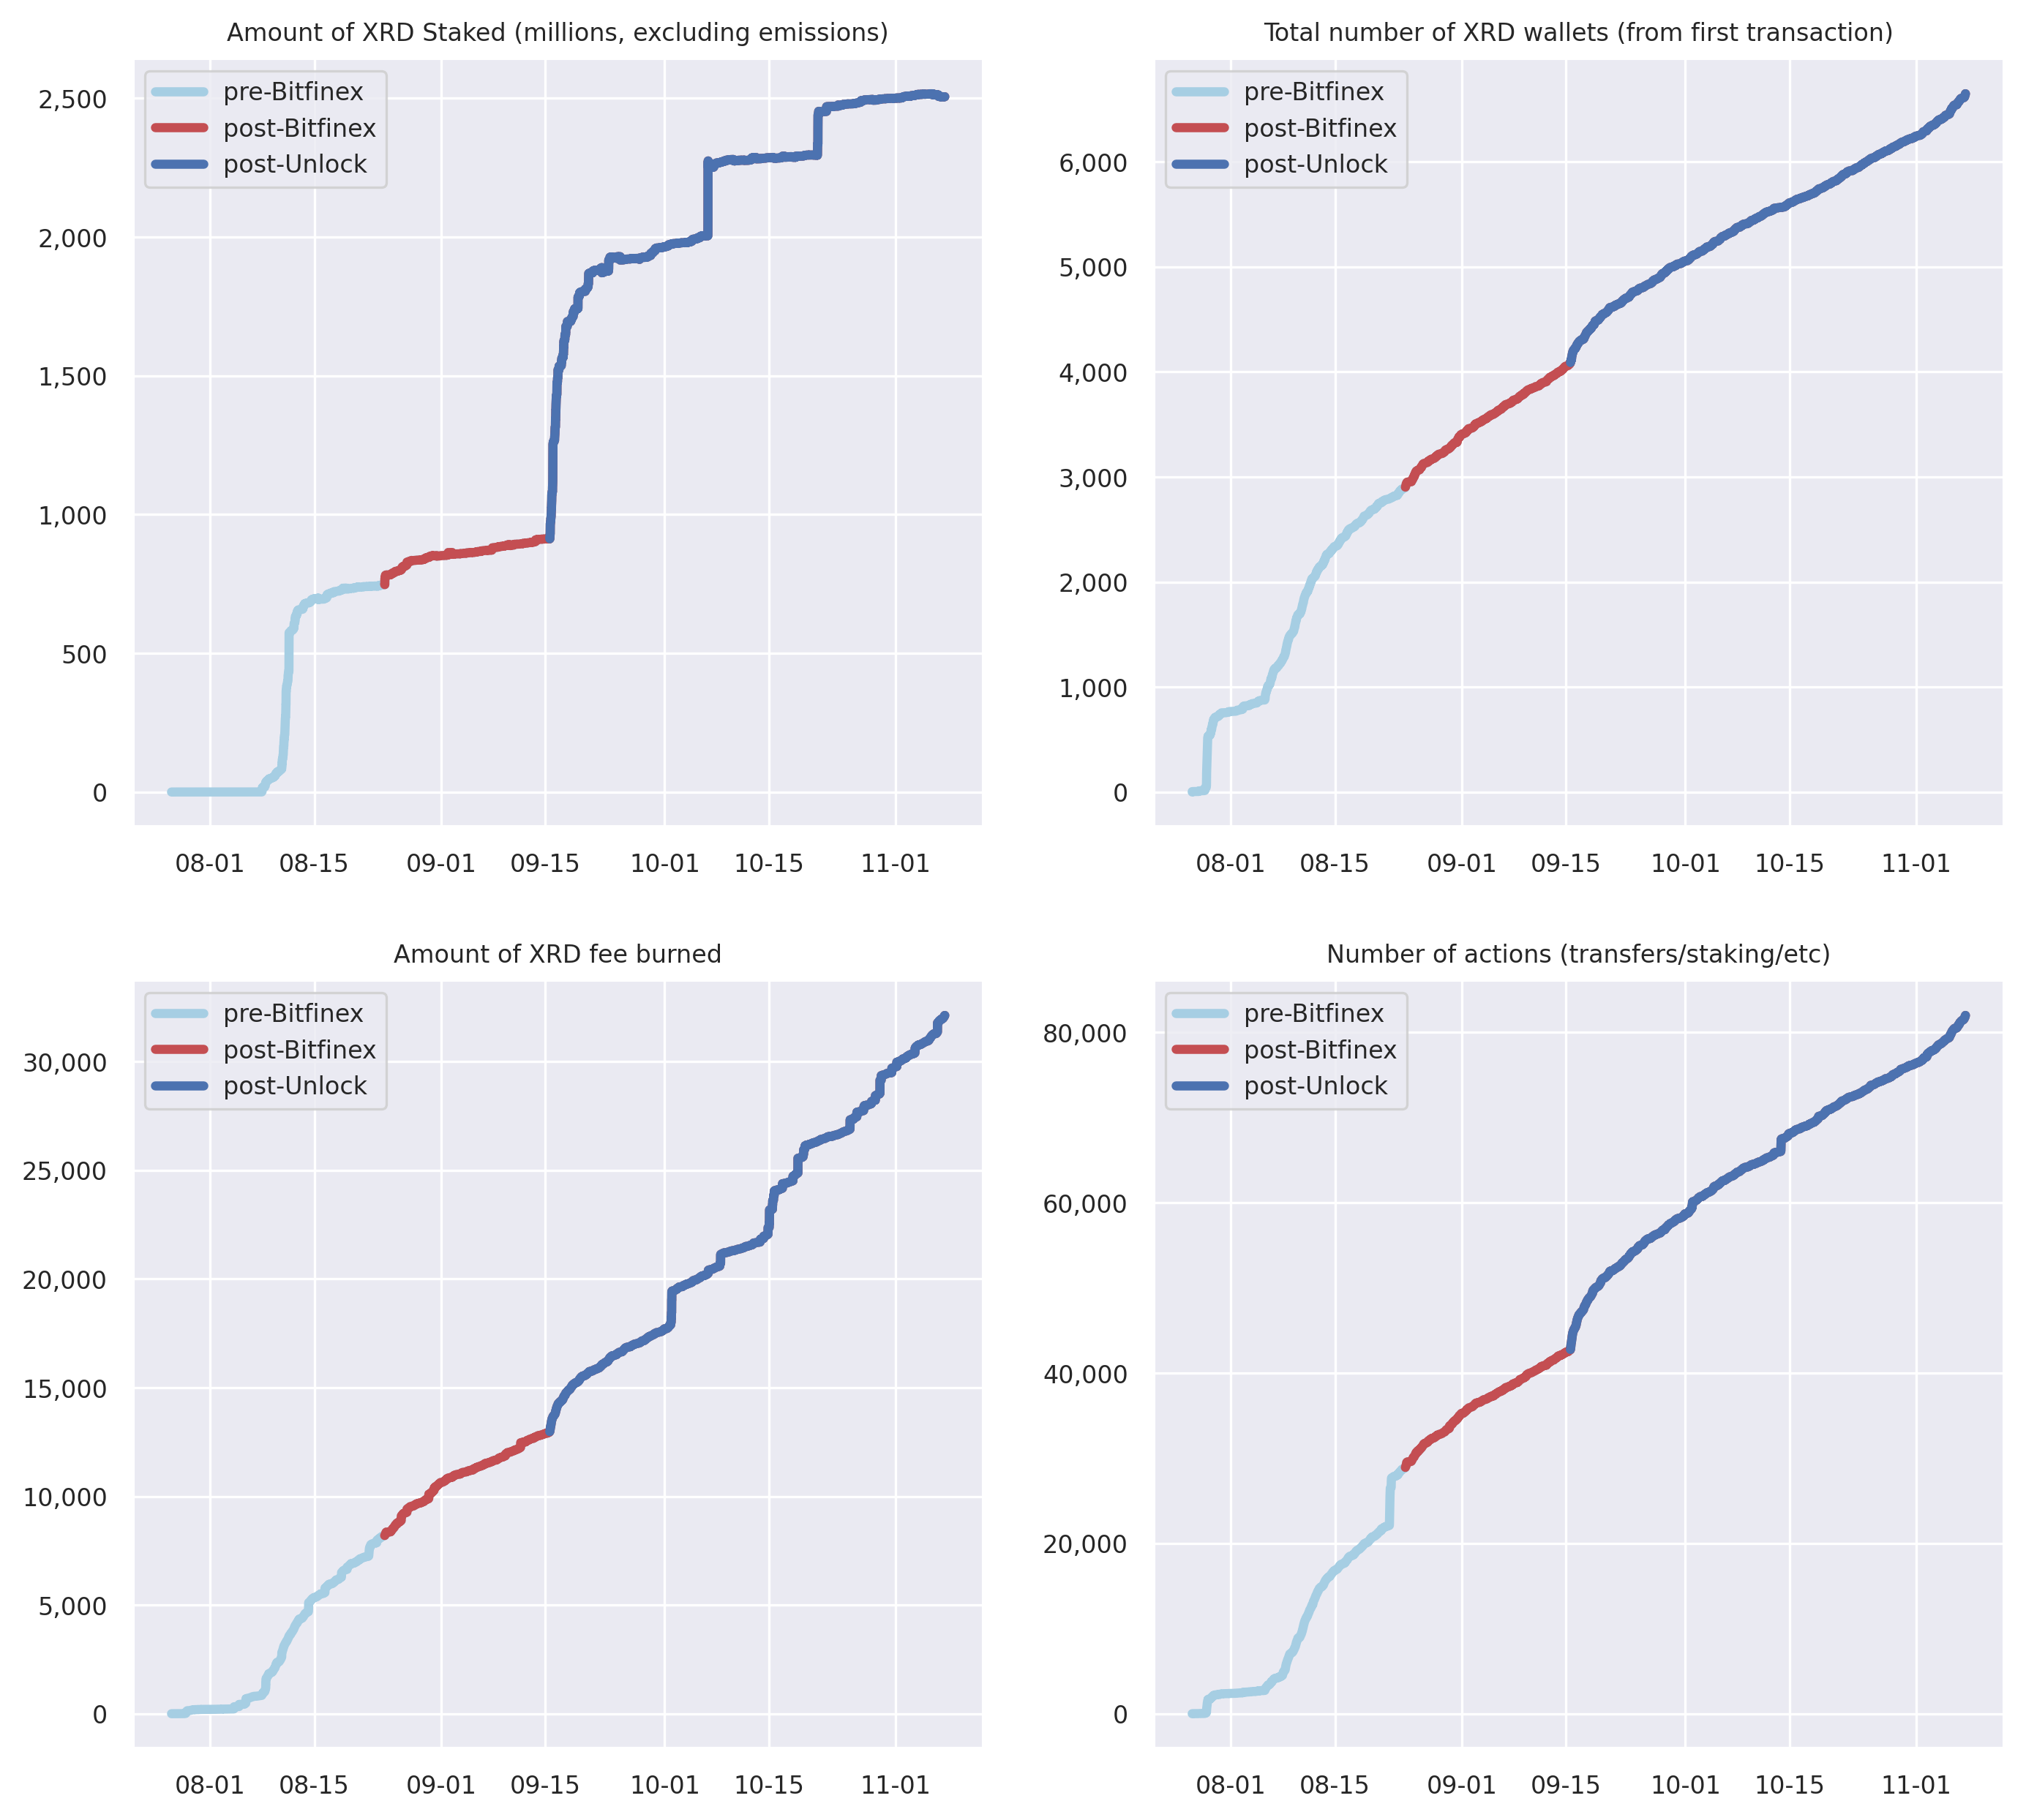 Amount of XRD Staked (millions, excluding emissions)
pre-Bitfinex
post-Bitfinex
post-Unlock
2,500
2,000
1,500
1,000
500
0
08-01 08-15 09-01 09-15 10-01 10-15 11-01
Total number of XRD wallets (from first transaction)
pre-Bitfinex
post-Bitfinex
post-Unlock
6,000
5,000
4,000
3,000
2,000
1,000
0
08-01 08-15 09-01 09-15 10-01 10-15 11-01
Amount of XRD fee burned
pre-Bitfinex
post-Bitfinex
post-Unlock
30,000
25,000
20,000
15,000
10,000
5,000
0
08-01 08-15 09-01 09-15 10-01 10-15 11-01
Number of actions (transfers/staking/etc)
pre-Bitfinex
post-Bitfinex
post-Unlock
80,000
60,000
40,000
20,000
0
08-01 08-15 09-01 09-15 10-01 10-15 11-01